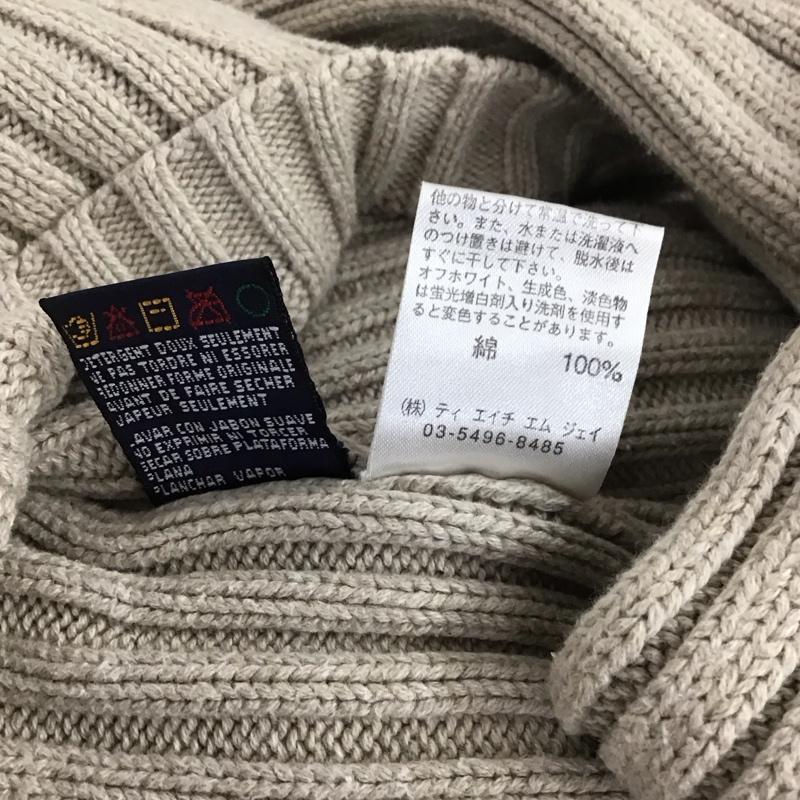 DETERGENT DOUX SEULEMENT
NI PAS TORDRE NI ESSORER
REDONNER FORME ORIGINALE
AVANT DE FAIRE SECHER
VAPEUR SEULEMENT
LAVAR CON JABON SUAVE
NO EXPRIMIR NI TORCER
SECAR SOBRE PLATAFORMA
PLANA
PLANCHAR VAPOR
他の物と分けて常温で洗って下
さい。また、水または洗濯液へ
のつけ置きは避けて、脱水後は
すぐに干して下さい。
オフホワイト、生成色、淡色物
は蛍光増白剤入り洗剤を使用す
ると変色することがあります。
綿 100%
(株) ティ エイチ エム ジェイ
03-5496-8485